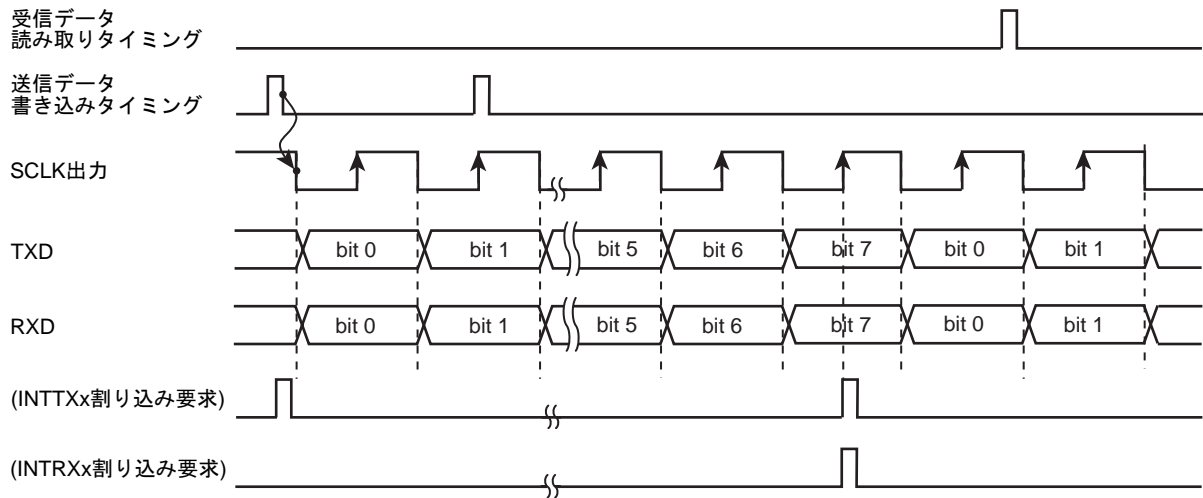 受信データ
読み取りタイミング
送信データ
書き込みタイミング
SCLK出力
TXD
bit 0
bit 1
bit 5
bit 6
bit 7
bit 0
bit 1
RXD
bit 0
bit 1
bit 5
bit 6
bit 7
bit 0
bit 1
(INTTXx割り込み要求)
(INTRXx割り込み要求)